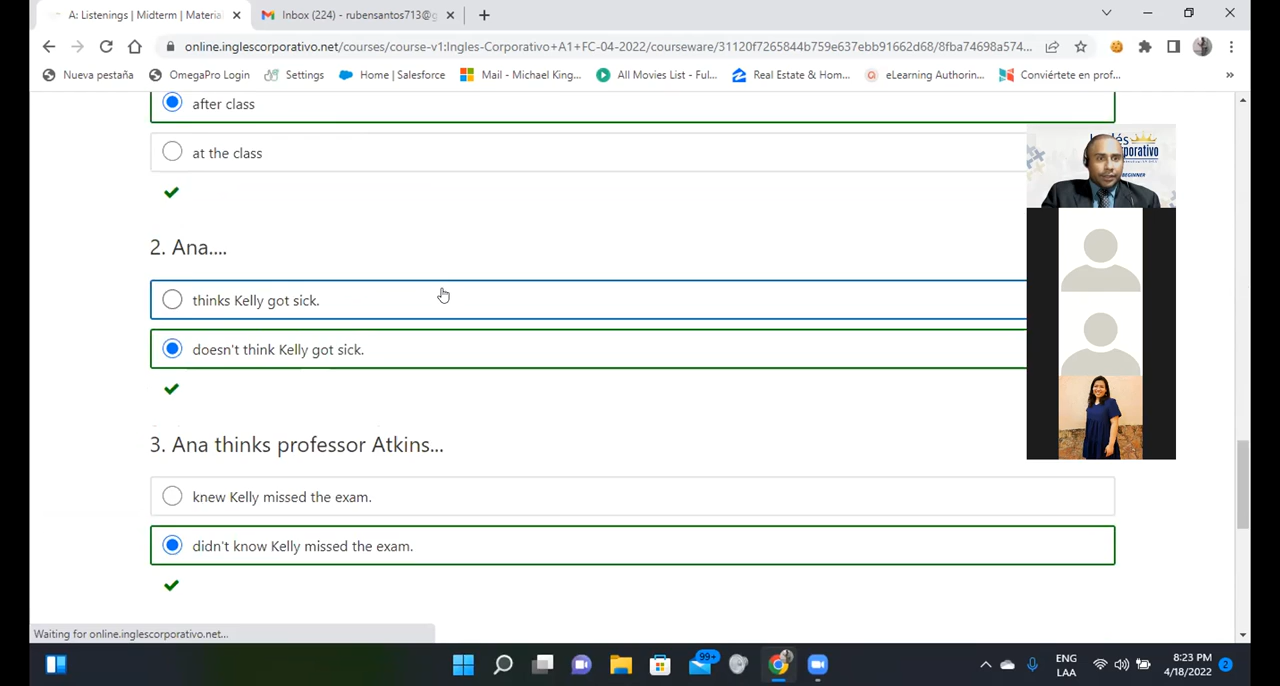 A: Listenings | Midterm | Materia
Inbox (224) - rubensantos713@g
online.inglescorporativo.net/courses/course-v1:Ingles-Corporativo+A1+FC-04-2022/courseware/31120f7265844b759e637ebb91662d68/8fba74698a574...
Nueva pestaña
OmegaPro Login
Settings
Home | Salesforce
Mail - Michael King...
All Movies List - Ful...
Real Estate & Hom...
eLearning Authorin...
Conviértete en prof...
»
after class
at the class
2. Ana....
thinks Kelly got sick.
doesn't think Kelly got sick.
3. Ana thinks professor Atkins...
knew Kelly missed the exam.
didn't know Kelly missed the exam.
Waiting for online.inglescorporativo.net...
99+
ENG
LAA
8:23 PM
4/18/2022
2